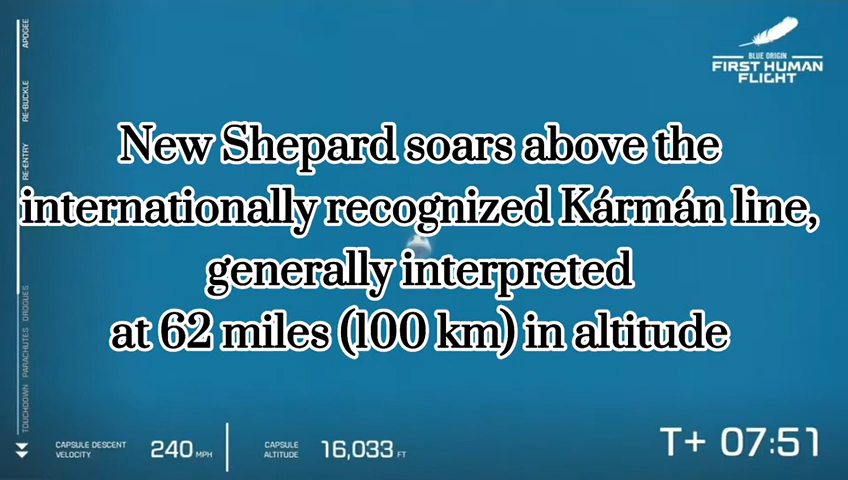 APOGEE
RE-BUCKLE
RE-ENTRY
DROGUES
PARACHUTES
TOUCHDOWN
BLUE ORIGIN
FIRST HUMAN
FLIGHT
New Shepard soars above the
internationally recognized Kármán line,
generally interpreted
at 62 miles (100 km) in altitude
CAPSULE DESCENT
VELOCITY
240 MPH
CAPSULE
ALTITUDE
16,033 FT
T+ 07:51